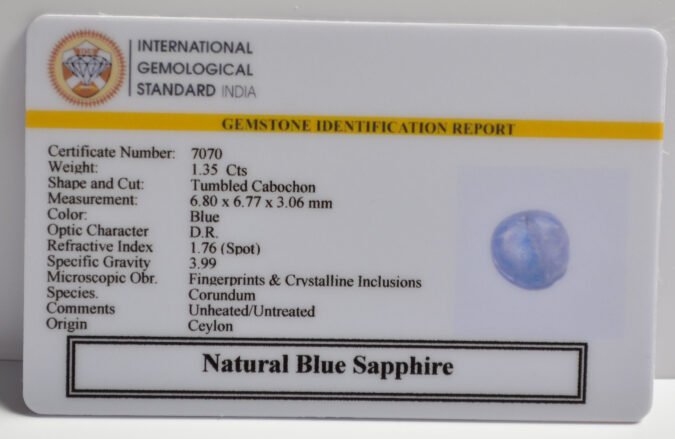 INTERNATIONAL
GEMOLOGICAL
STANDARD INDIA
GEMSTONE IDENTIFICATION REPORT
Certificate Number: 7070
Weight: 1.35 Cts
Shape and Cut: Tumbled Cabochon
Measurement: 6.80 x 6.77 x 3.06 mm
Color: Blue
Optic Character D.R.
Refractive Index 1.76 (Spot)
Specific Gravity 3.99
Microscopic Obr. Fingerprints & Crystalline Inclusions
Species. Corundum
Comments Unheated/Untreated
Origin Ceylon
Natural Blue Sapphire